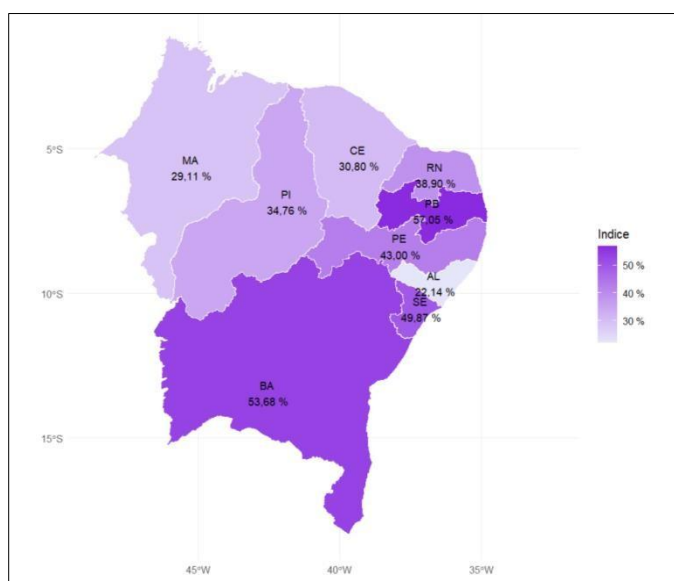 5°S
10°S
15°S
45°W
40°W
35°W
MA
29,11 %
PI
34,76 %
CE
30,80 %
RN
38,90 %
PB
57,05 %
PE
43,00 %
AL
22,14 %
SE
49,87 %
BA
53,68 %
Indice
50 %
40 %
30 %